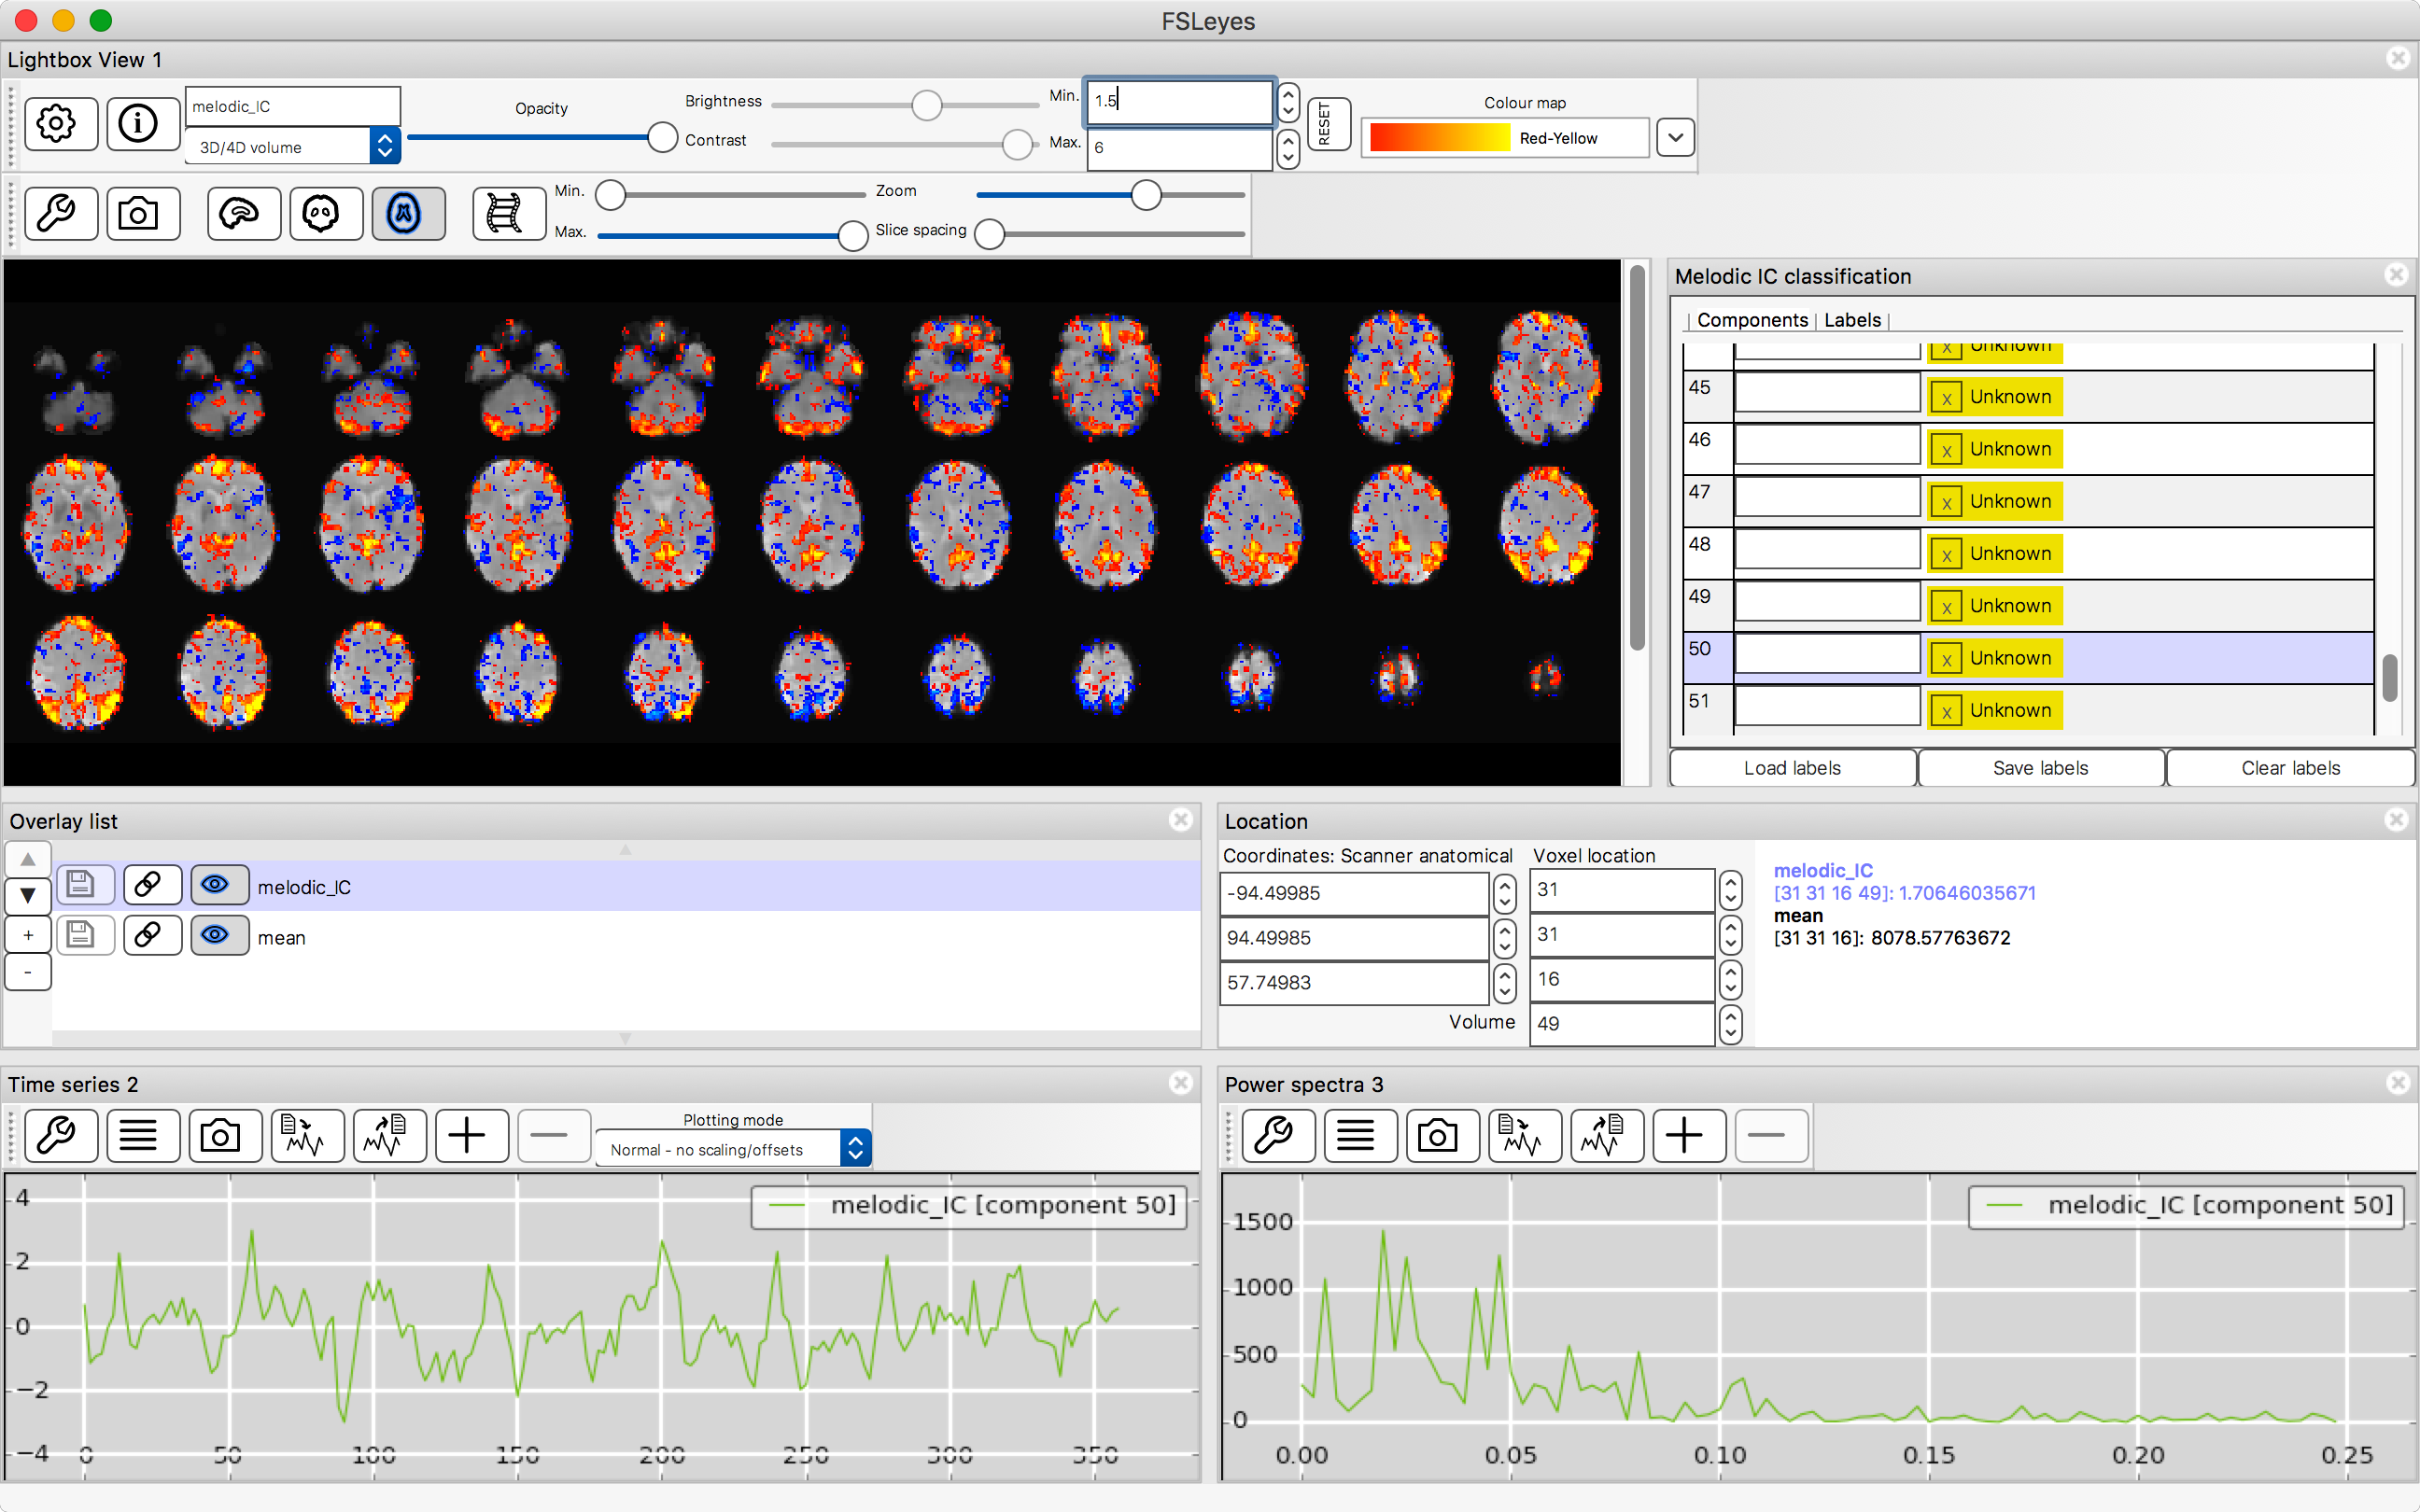 FSLeyes
Lightbox View 1
melodic_IC
3D/4D volume
Opacity
Brightness
Contrast
Min. 1.5
Max. 6
RESET
Colour map
Red-Yellow
Min.
Max.
Zoom
Slice spacing
Melodic IC classification
Components Labels
x Unknown
45 x Unknown
46 x Unknown
47 x Unknown
48 x Unknown
49 x Unknown
50 x Unknown
51 x Unknown
Load labels Save labels Clear labels
Overlay list
melodic_IC
mean
+
-
Location
Coordinates: Scanner anatomical Voxel location
-94.49985 31
94.49985 31
57.74983 16
Volume 49
melodic_IC
[31 31 16 49]: 1.70646035671
mean
[31 31 16]: 8078.57763672
Time series 2
Plotting mode
Normal - no scaling/offsets
melodic_IC [component 50]
4
2
0
−2
−4
0 50 100 150 200 250 300 350
Power spectra 3
melodic_IC [component 50]
1500
1000
500
0
0.00 0.05 0.10 0.15 0.20 0.25